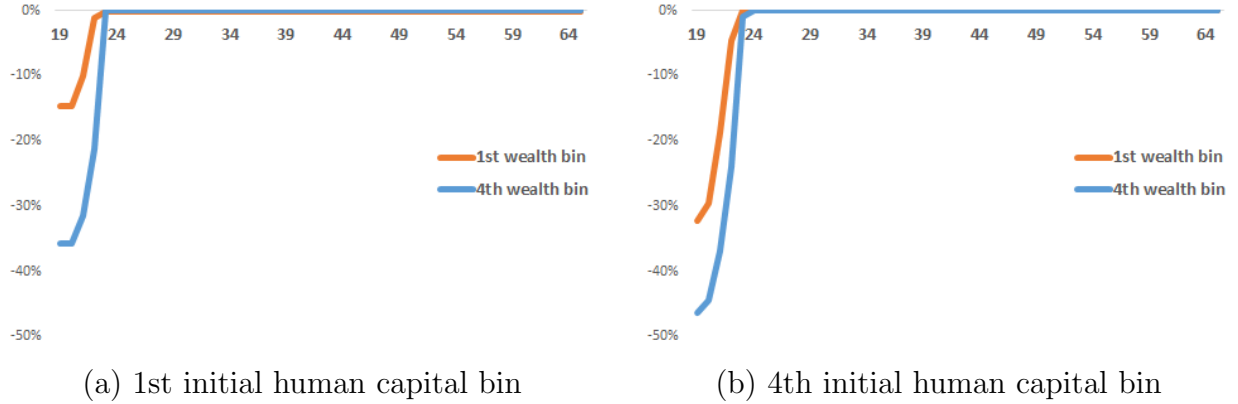 0%
19 24 29 34 39 44 49 54 59 64
-10%
-20%
1st wealth bin
4th wealth bin
-30%
-40%
-50%
(a) 1st initial human capital bin
0%
19 24 29 34 39 44 49 54 59 64
-10%
-20%
1st wealth bin
4th wealth bin
-30%
-40%
-50%
(b) 4th initial human capital bin